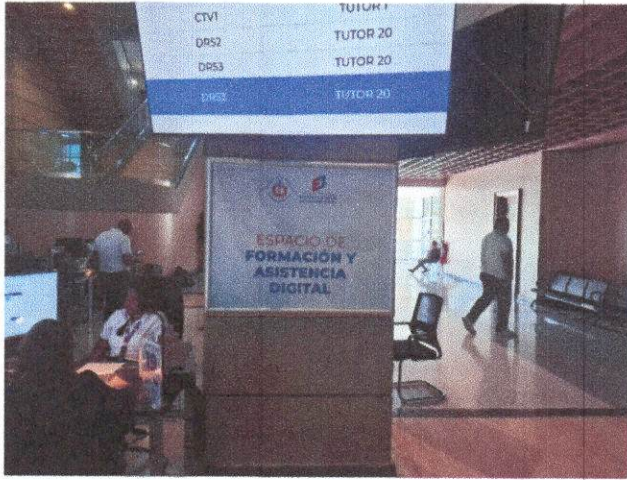 CTV1 TUTOR 1
DRS2 TUTOR 20
DRS3 TUTOR 20
TUTOR 20
ESPACIO DE
FORMACIÓN Y
ASISTENCIA
DIGITAL